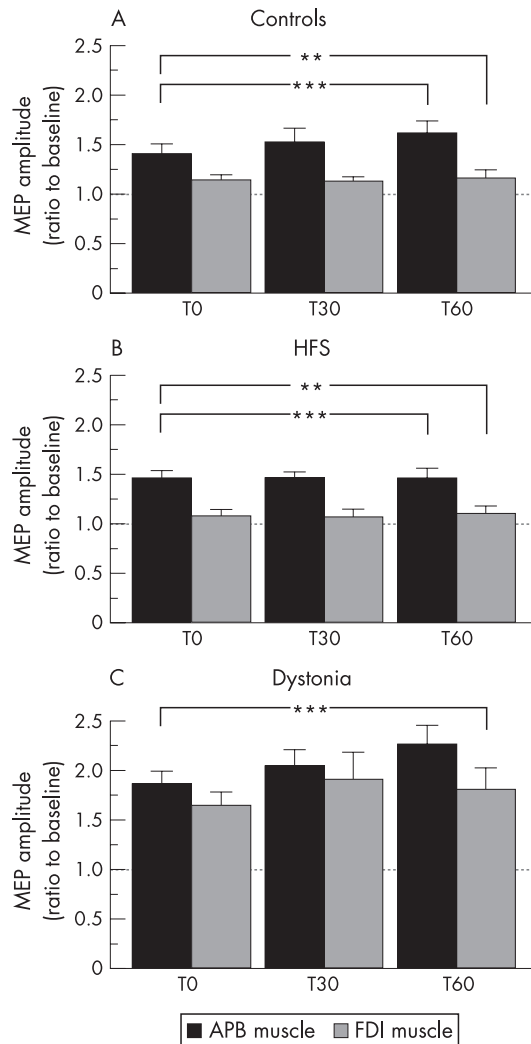 A Controls
**
***
2.5
2.0
1.5
1.0
0.5
0
MEP amplitude
(ratio to baseline)
T0 T30 T60
B HFS
**
***
2.5
2.0
1.5
1.0
0.5
0
MEP amplitude
(ratio to baseline)
T0 T30 T60
C Dystonia
***
2.5
2.0
1.5
1.0
0.5
0
MEP amplitude
(ratio to baseline)
T0 T30 T60
APB muscle FDI muscle